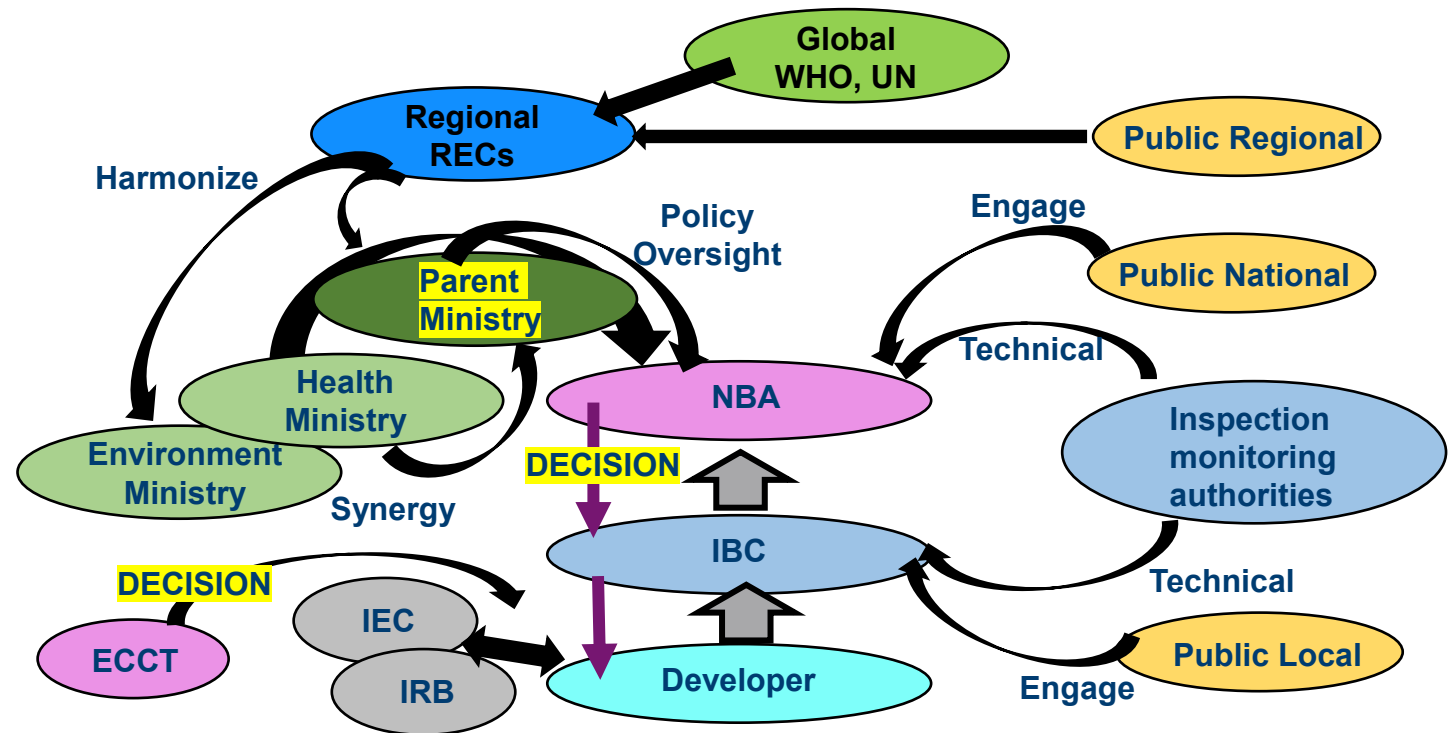 Global
WHO, UN
Regional
RECs
Public Regional
Harmonize
Policy
Oversight
Engage
Public National
Parent
Ministry
Technical
Health
Ministry
NBA
Inspection
monitoring
authorities
Environment
Ministry
DECISION
Synergy
IBC
DECISION
Technical
IEC
ECCT
IRB
Developer
Public Local
Engage